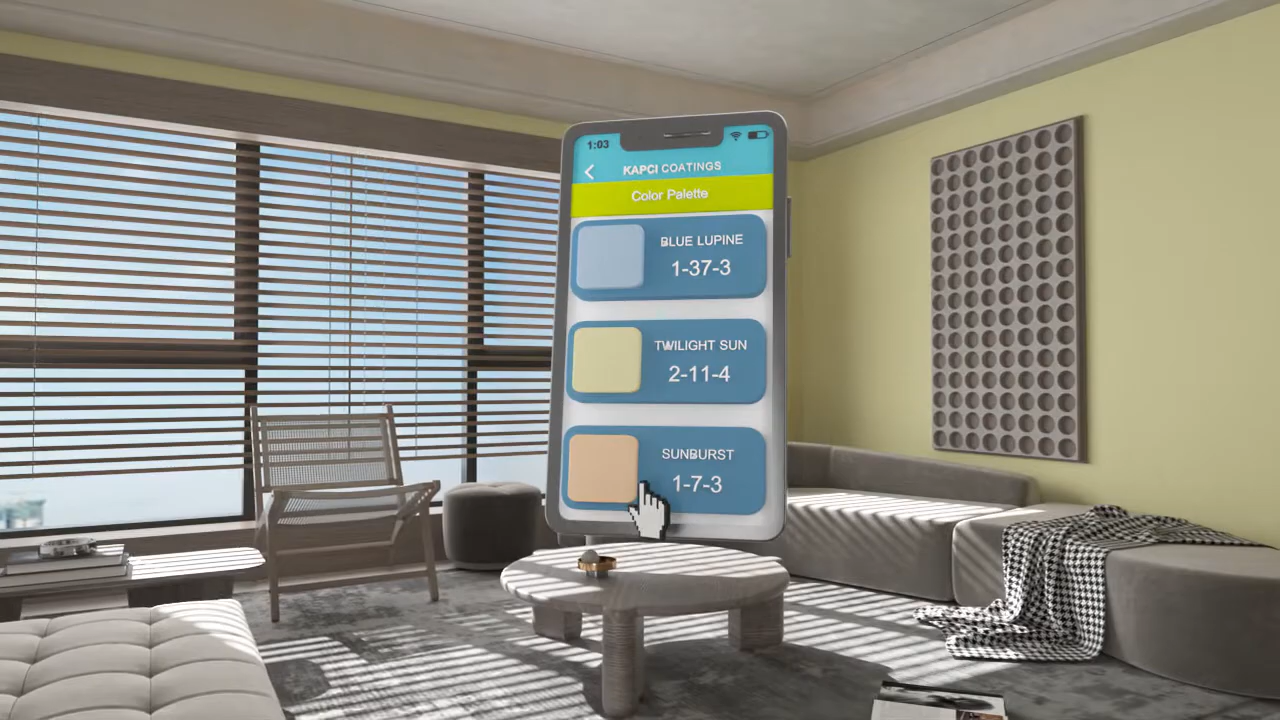 1:03
KAPCI COATINGS
Color Palette
BLUE LUPINE
1-37-3
TWILIGHT SUN
2-11-4
SUNBURST
1-7-3